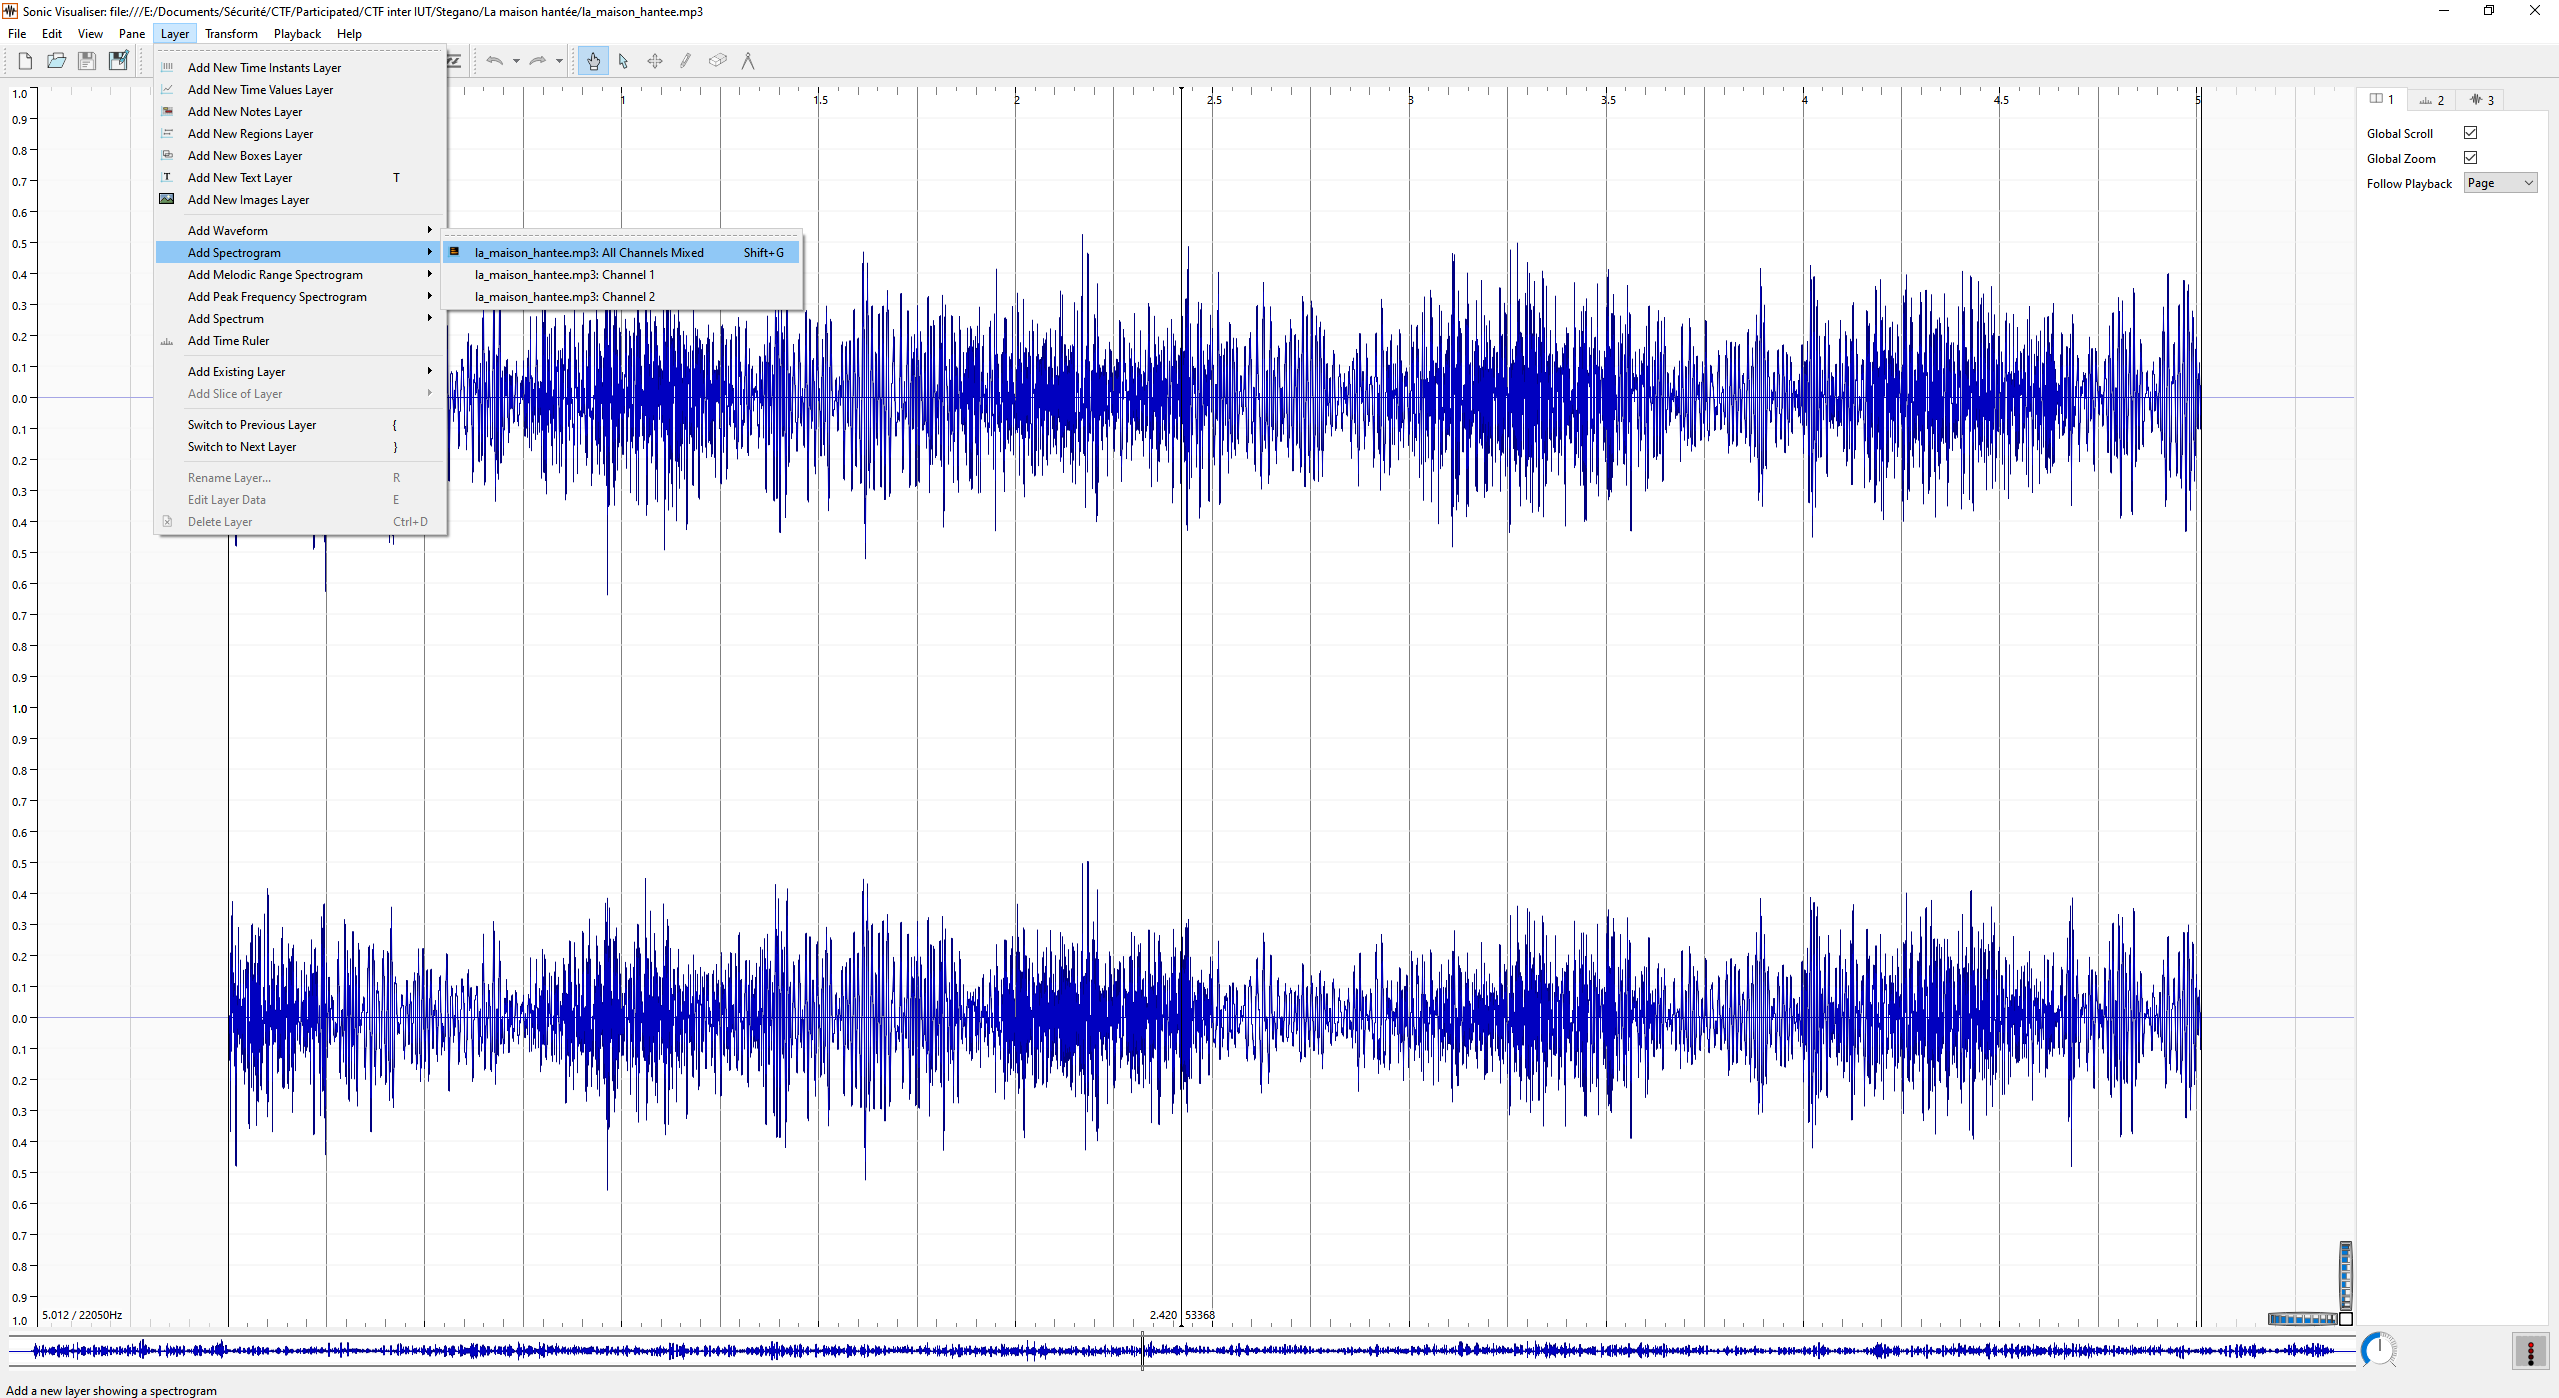 Sonic Visualiser: file:///E:/Documents/Sécurité/CTF/Participated/CTF inter IUT/Stegano/La maison hantée/la_maison_hantee.mp3
File Edit View Pane Layer Transform Playback Help
Add New Time Instants Layer
Add New Time Values Layer
Add New Notes Layer
Add New Regions Layer
Add New Boxes Layer
Add New Text Layer T
Add New Images Layer
Add Waveform
Add Spectrogram
Add Melodic Range Spectrogram
Add Peak Frequency Spectrogram
Add Spectrum
Add Time Ruler
Add Existing Layer
Add Slice of Layer
Switch to Previous Layer {
Switch to Next Layer }
Rename Layer... R
Edit Layer Data E
Delete Layer Ctrl+D
la_maison_hantee.mp3: All Channels Mixed Shift+G
la_maison_hantee.mp3: Channel 1
la_maison_hantee.mp3: Channel 2
1 1.5 2 2.5 3 3.5 4 4.5 5
1.0
0.9
0.8
0.7
0.6
0.5
0.4
0.3
0.2
0.1
0.0
0.1
0.2
0.3
0.4
0.5
0.6
0.7
0.8
0.9
1.0
0.9
0.8
0.7
0.6
0.5
0.4
0.3
0.2
0.1
0.0
0.1
0.2
0.3
0.4
0.5
0.6
0.7
0.8
0.9
1.0
5.012 / 22050Hz
2.420 53368
1 2 3
Global Scroll
Global Zoom
Follow Playback Page
Add a new layer showing a spectrogram